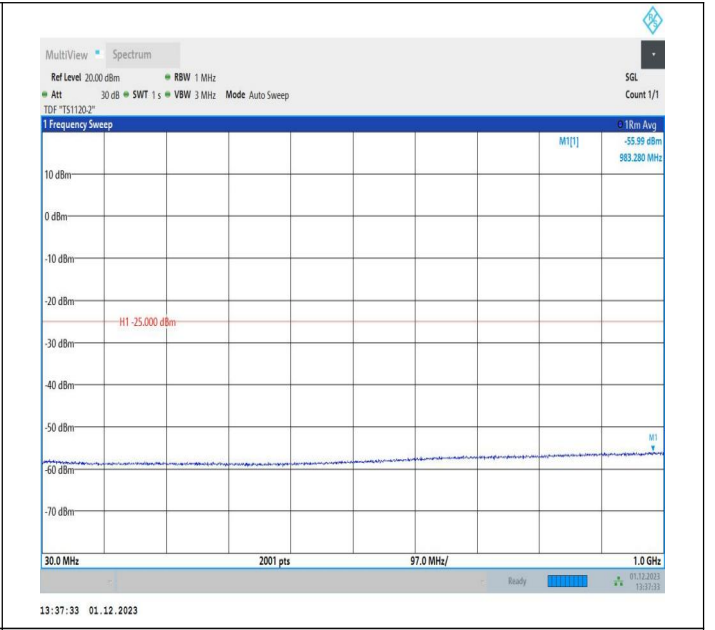 R S
MultiView Spectrum
Ref Level 20.00 dBm RBW 1 MHz SGL
Att 30 dB SWT 1 s VBW 3 MHz Mode Auto Sweep Count 1/1
TDF "TS1120-2"
1 Frequency Sweep 1Rm Avg
M1[1] -55.99 dBm
983.280 MHz
10 dBm
0 dBm
-10 dBm
-20 dBm
H1 -25.000 dBm
-30 dBm
-40 dBm
-50 dBm
M1
-60 dBm
-70 dBm
30.0 MHz 2001 pts 97.0 MHz/ 1.0 GHz
Ready 01.12.2023
13:37:33
13:37:33 01.12.2023